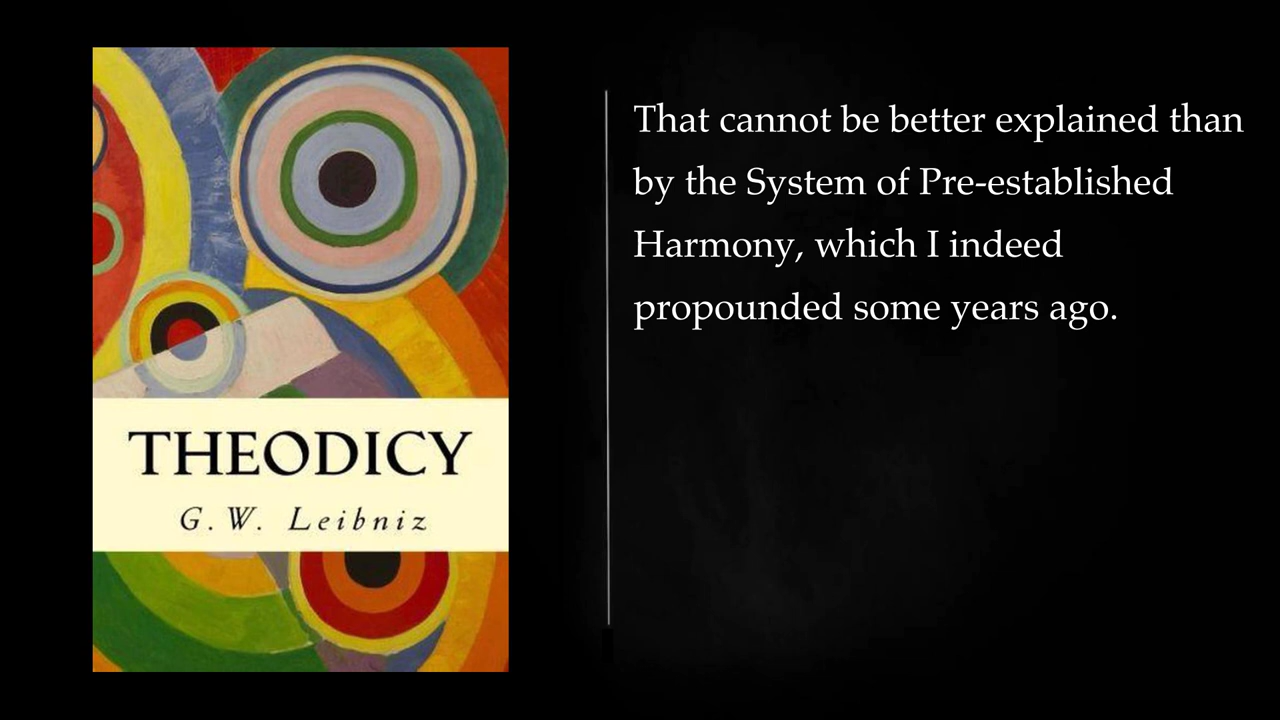 THEODICY
G. W. Leibniz
That cannot be better explained than
by the System of Pre-established
Harmony, which I indeed
propounded some years ago.